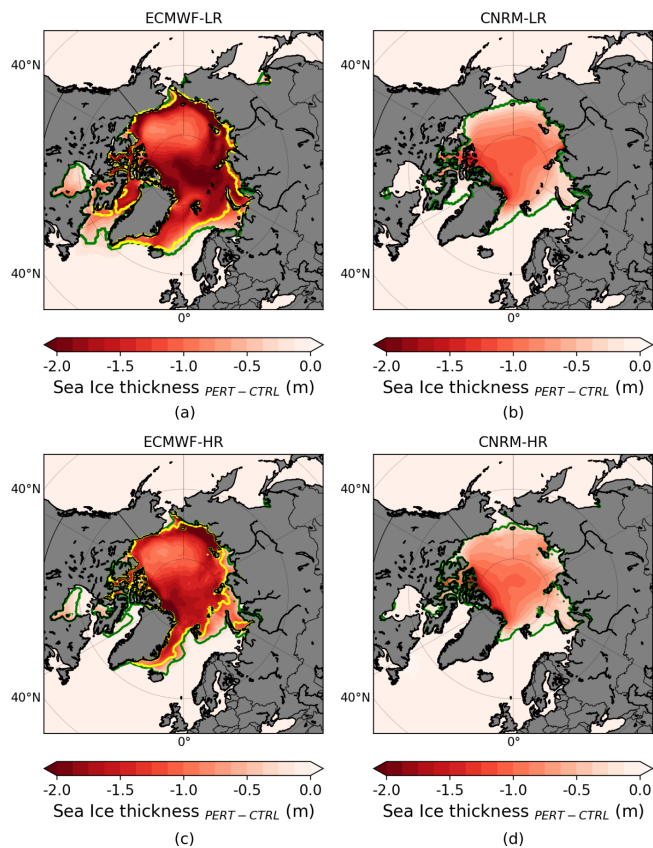 ECMWF-LR
CNRM-LR
40°N
40°N
40°N
40°N
0°
0°
-2.0 -1.5 -1.0 -0.5 0.0
-2.0 -1.5 -1.0 -0.5 0.0
Sea Ice thickness PERT−CTRL (m)
Sea Ice thickness PERT−CTRL (m)
(a)
(b)
ECMWF-HR
CNRM-HR
40°N
40°N
40°N
40°N
0°
0°
-2.0 -1.5 -1.0 -0.5 0.0
-2.0 -1.5 -1.0 -0.5 0.0
Sea Ice thickness PERT−CTRL (m)
Sea Ice thickness PERT−CTRL (m)
(c)
(d)